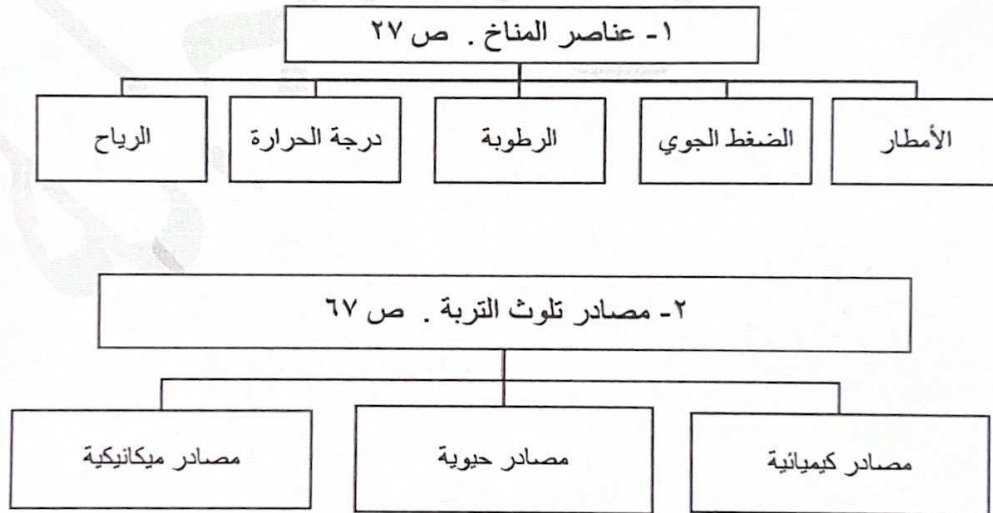 ١- عناصر المناخ . ص ٢٧
الأمطار
الضغط الجوي
الرطوبة
درجة الحرارة
الرياح
٢- مصادر تلوث التربة . ص ٦٧
مصادر كيميائية
مصادر حيوية
مصادر ميكانيكية